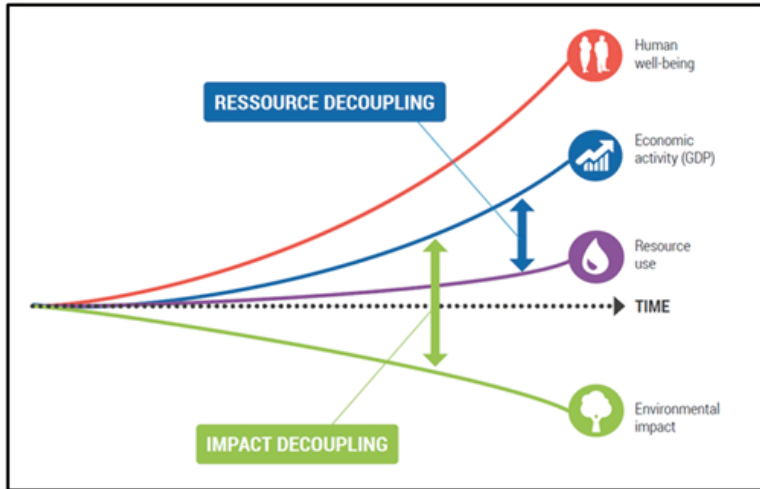 Human
well-being
RESSOURCE DECOUPLING
Economic
activity (GDP)
Resource
use
TIME
Environmental
impact
IMPACT DECOUPLING